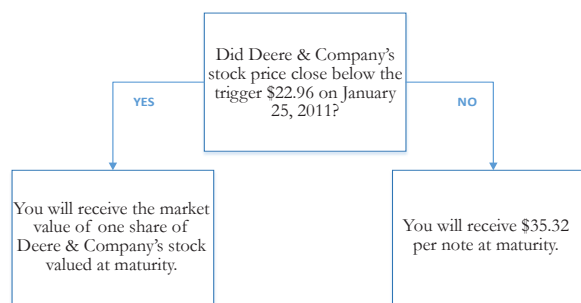 Did Deere & Company's
stock price close below the
trigger $22.96 on January
25, 2011?
YES
NO
You will receive the market
value of one share of
Deere & Company's stock
valued at maturity.
You will receive $35.32
per note at maturity.